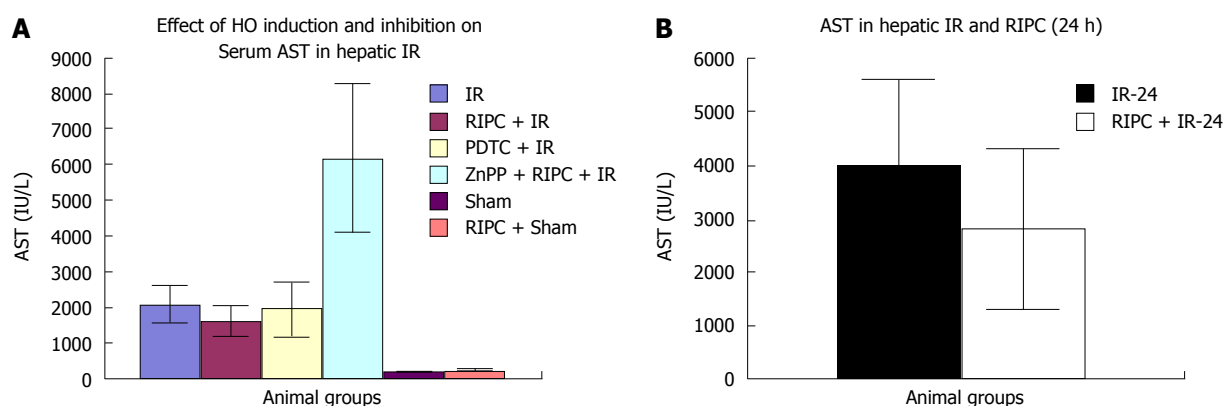 A
Effect of HO induction and inhibition on
Serum AST in hepatic IR
9000
8000
7000
6000
5000
4000
3000
2000
1000
0
AST (IU/L)
IR
RIPC + IR
PDTC + IR
ZnPP + RIPC + IR
Sham
RIPC + Sham
Animal groups
B
AST in hepatic IR and RIPC (24 h)
6000
5000
4000
3000
2000
1000
0
AST (IU/L)
IR-24
RIPC + IR-24
Animal groups